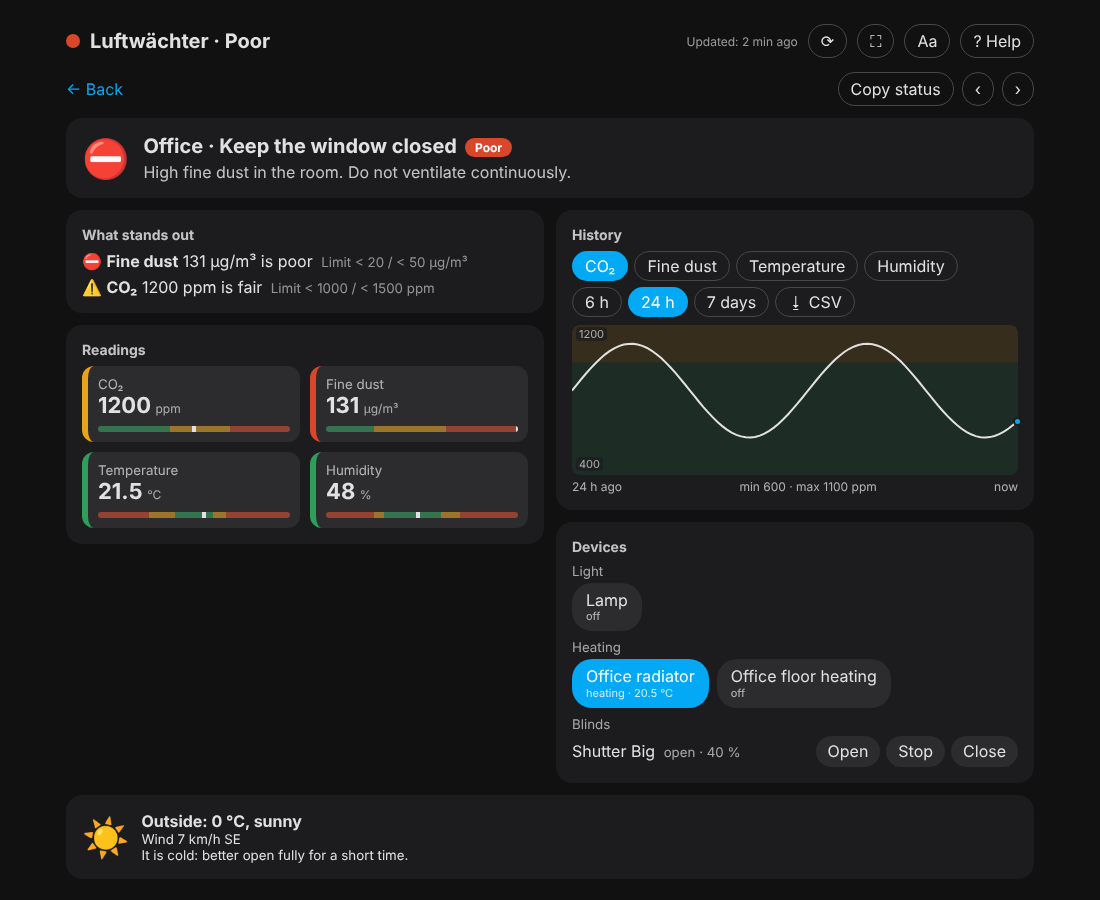 Luftwächter · Poor
Updated: 2 min ago
Aa
? Help
← Back
Copy status
‹
›
Office · Keep the window closed Poor
High fine dust in the room. Do not ventilate continuously.
What stands out
Fine dust 131 µg/m³ is poor Limit < 20 / < 50 µg/m³
CO₂ 1200 ppm is fair Limit < 1000 / < 1500 ppm
Readings
CO₂
1200 ppm
Fine dust
131 µg/m³
Temperature
21.5 °C
Humidity
48 %
History
CO₂ Fine dust Temperature Humidity
6 h 24 h 7 days ⭳ CSV
1200
400
24 h ago min 600 · max 1100 ppm now
Devices
Light
Lamp
off
Heating
Office radiator
heating · 20.5 °C
Office floor heating
off
Blinds
Shutter Big open · 40 % Open Stop Close
Outside: 0 °C, sunny
Wind 7 km/h SE
It is cold: better open fully for a short time.